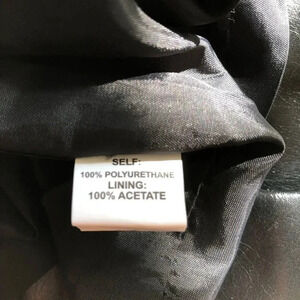 SELF:
100% POLYURETHANE
LINING:
100% ACETATE